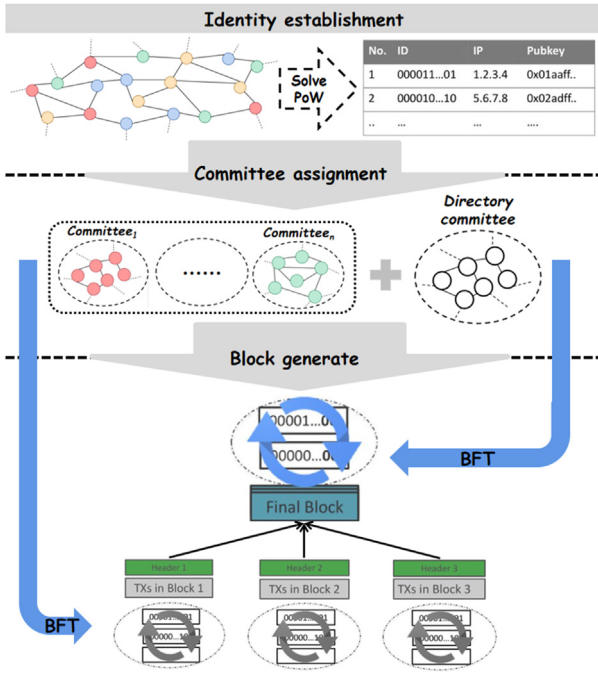 Identity establishment
Solve
PoW
No. ID IP Pubkey
1 000011...01 1.2.3.4 0x01aaff..
2 000010...10 5.6.7.8 0x02adff..
.. ... ... ....
Committee assignment
Committee1
......
Committeen
Directory
committee
Block generate
00001...0
00000...0
BFT
Final Block
Header 1 Header 2 Header 3
TXs in Block 1 TXs in Block 2 TXs in Block 3
BFT